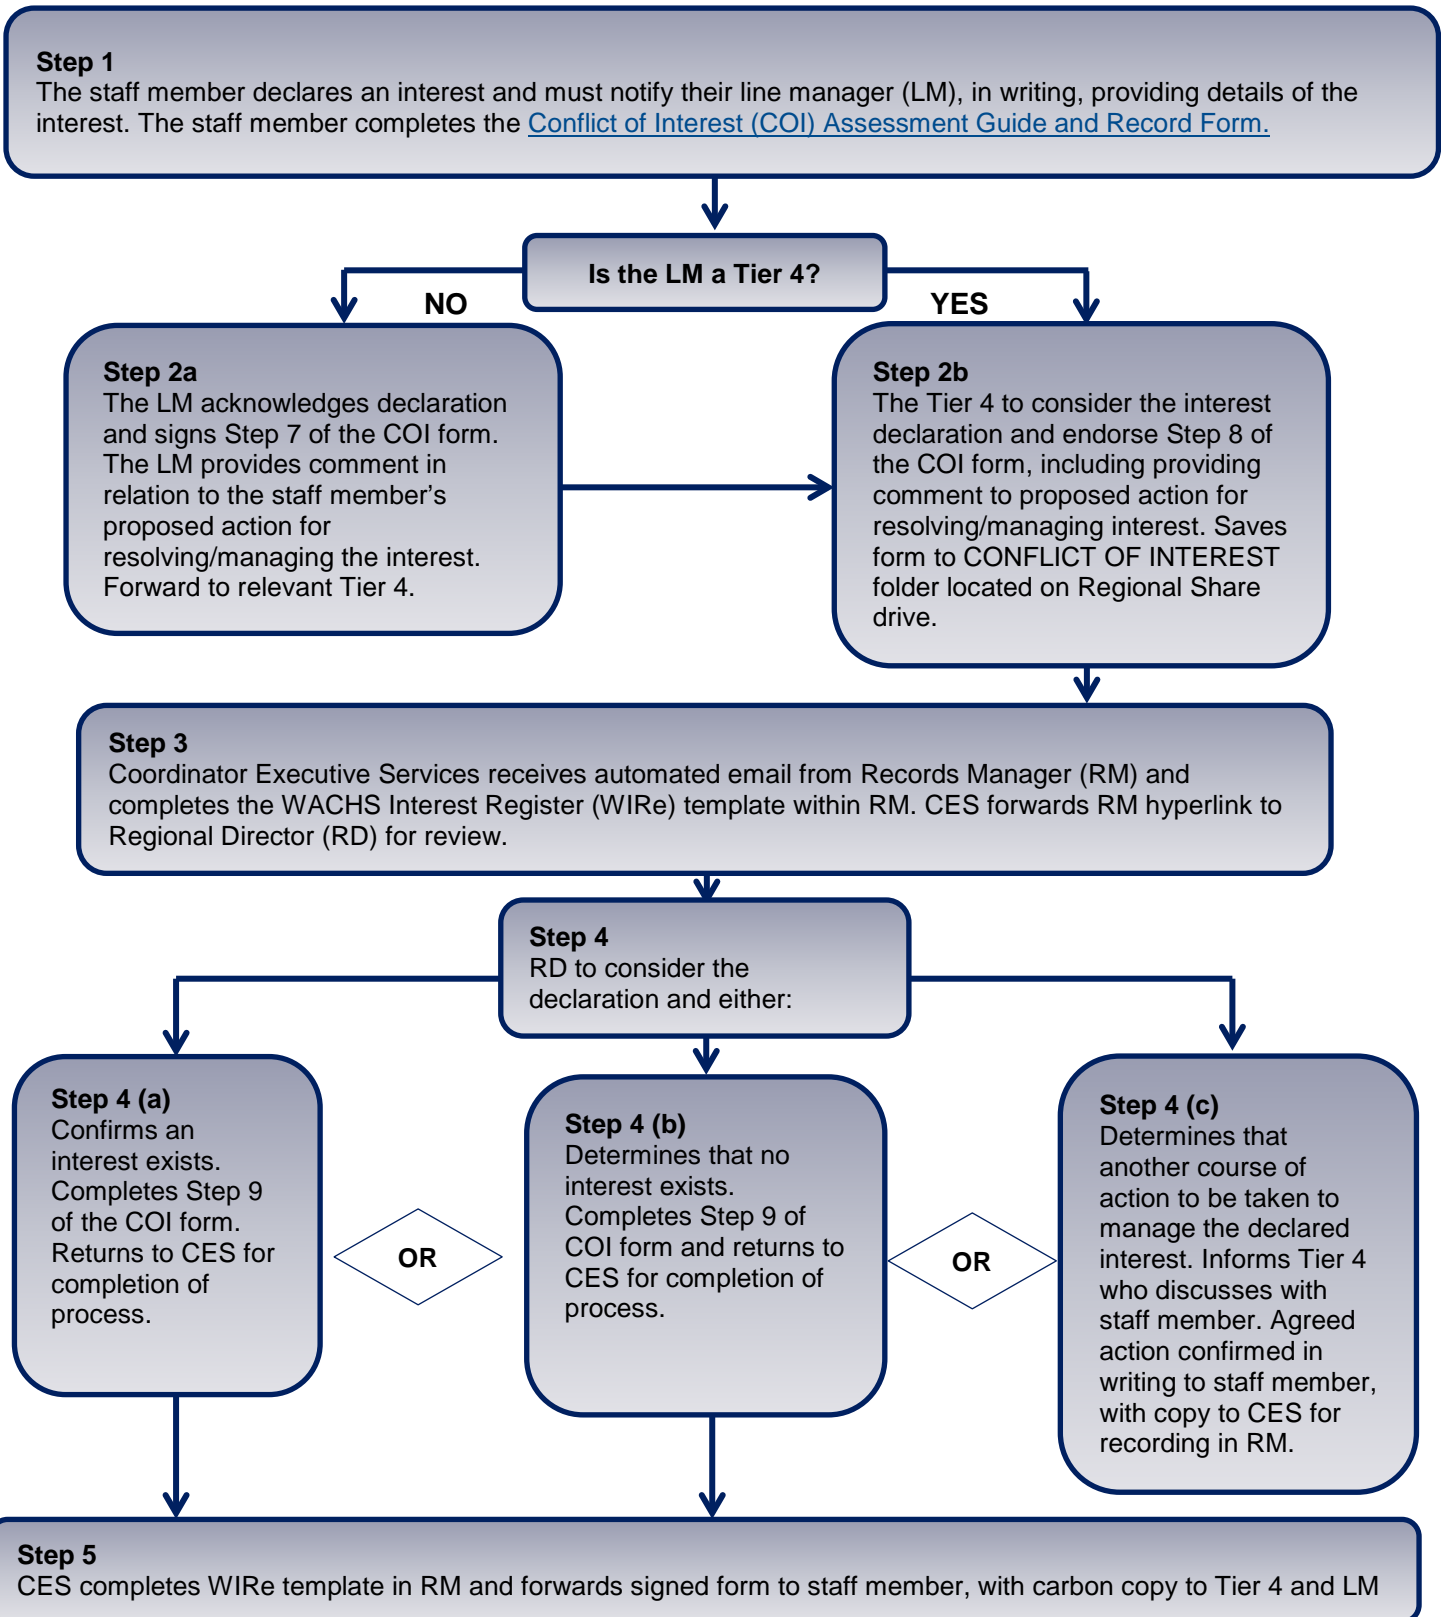 Step 1
The staff member declares an interest and must notify their line manager (LM), in writing, providing details of the
interest. The staff member completes the Conflict of Interest (COI) Assessment Guide and Record Form.
Is the LM a Tier 4?
NO
YES
Step 2a
The LM acknowledges declaration
and signs Step 7 of the COI form.
The LM provides comment in
relation to the staff member's
proposed action for
resolving/managing the interest.
Forward to relevant Tier 4.
Step 2b
The Tier 4 to consider the interest
declaration and endorse Step 8 of
the COI form, including providing
comment to proposed action for
resolving/managing interest. Saves
form to CONFLICT OF INTEREST
folder located on Regional Share
drive.
Step 3
Coordinator Executive Services receives automated email from Records Manager (RM) and
completes the WACHS Interest Register (WIRe) template within RM. CES forwards RM hyperlink to
Regional Director (RD) for review.
Step 4
RD to consider the
declaration and either:
Step 4 (a)
Confirms an
interest exists.
Completes Step 9
of the COI form.
Returns to CES for
completion of
process.
OR
Step 4 (b)
Determines that no
interest exists.
Completes Step 9 of
COI form and returns to
CES for completion of
process.
OR
Step 4 (c)
Determines that
another course of
action to be taken to
manage the declared
interest. Informs Tier 4
who discusses with
staff member. Agreed
action confirmed in
writing to staff member,
with copy to CES for
recording in RM.
Step 5
CES completes WIRe template in RM and forwards signed form to staff member, with carbon copy to Tier 4 and LM